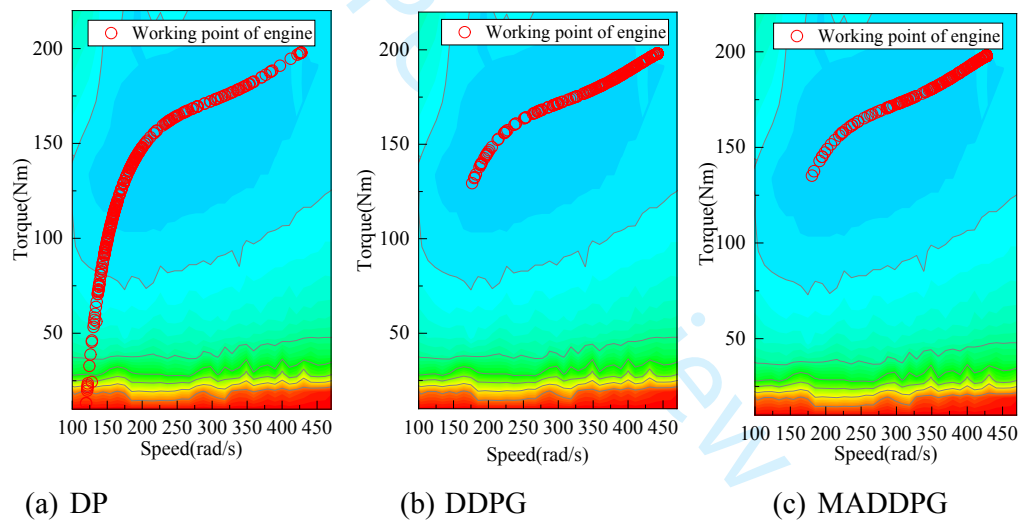 Working point of engine
Working point of engine
Working point of engine
200
150
100
50
Torque(Nm)
100 150 200 250 300 350 400 450
Speed(rad/s)
200
150
100
50
Torque(Nm)
100 150 200 250 300 350 400 450
Speed(rad/s)
200
150
100
50
Torque(Nm)
100 150 200 250 300 350 400 450
Speed(rad/s)
(a) DP
(b) DDPG
(c) MADDPG